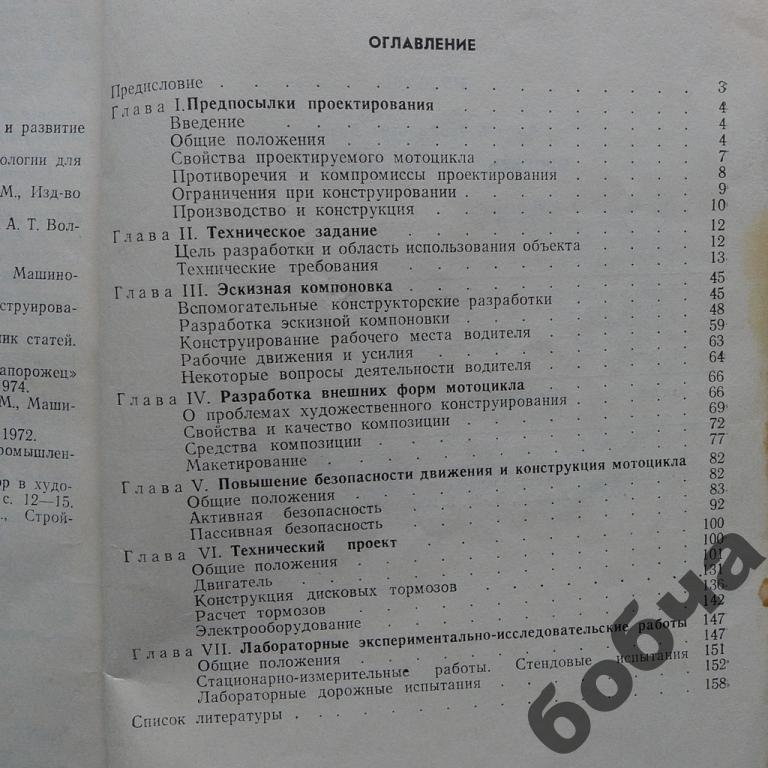 и развитие
ологии для
М., Изд-во
А. Т. Вол-
Машино-
струирова-
ик статей.
апорожец»
974.
М., Маши-
1972.
ромышлен-
ор в худо-
с. 12—15.
., Строй-
ОГЛАВЛЕНИЕ
Предисловие . . . 3
Глава I. Предпосылки проектирования . . . 4
Введение . . . 4
Общие положения . . . 4
Свойства проектируемого мотоцикла . . . 7
Противоречия и компромиссы проектирования . . . 8
Ограничения при конструировании . . . 9
Производство и конструкция . . . 10
Глава II. Техническое задание . . . 12
Цель разработки и область использования объекта . . . 12
Технические требования . . . 13
Глава III. Эскизная компоновка . . . 45
Вспомогательные конструкторские разработки . . . 45
Разработка эскизной компоновки . . . 48
Конструирование рабочего места водителя . . . 59
Рабочие движения и усилия . . . 63
Некоторые вопросы деятельности водителя . . . 64
Глава IV. Разработка внешних форм мотоцикла . . . 66
О проблемах художественного конструирования . . . 66
Свойства и качество композиции . . . 69
Средства композиции . . . 72
Макетирование . . . 77
Глава V. Повышение безопасности движения и конструкция мотоцикла 82
Общие положения . . . 82
Активная безопасность . . . 83
Пассивная безопасность . . . 92
Глава VI. Технический проект . . . 100
Общие положения . . . 100
Двигатель . . . 101
Конструкция дисковых тормозов . . . 131
Расчет тормозов . . . 136
Электрооборудование . . . 142
Глава VII. Лабораторные экспериментально-исследовательские работы 147
Общие положения . . . 147
Стационарно-измерительные работы. Стендовые испытания 151
Лабораторные дорожные испытания . . . 152
Список литературы . . . 158
бобча